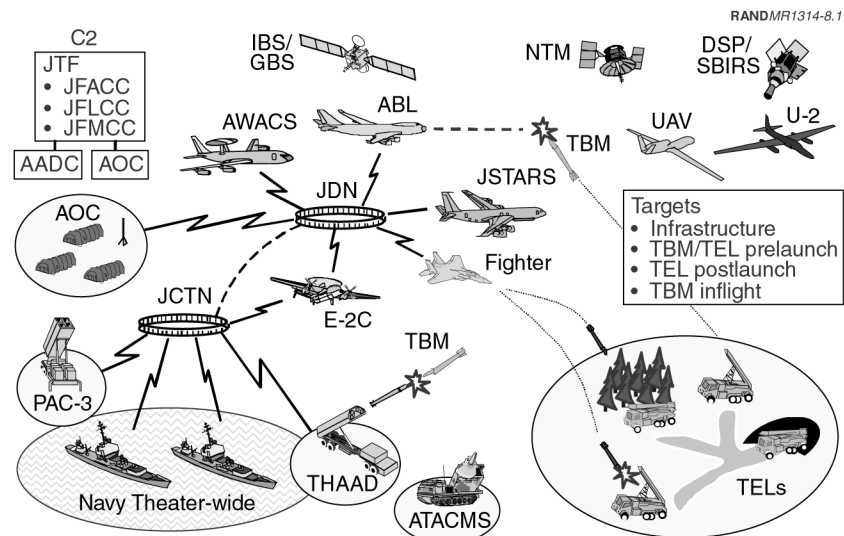 RANDMR1314-8.1
C2
JTF
• JFACC
• JFLCC
• JFMCC
AADC
AOC
IBS/
GBS
NTM
DSP/
SBIRS
ABL
AWACS
TBM
UAV
U-2
JDN
JSTARS
AOC
Targets
• Infrastructure
• TBM/TEL prelaunch
• TEL postlaunch
• TBM inflight
Fighter
JCTN
E-2C
TBM
PAC-3
THAAD
Navy Theater-wide
TELs
ATACMS